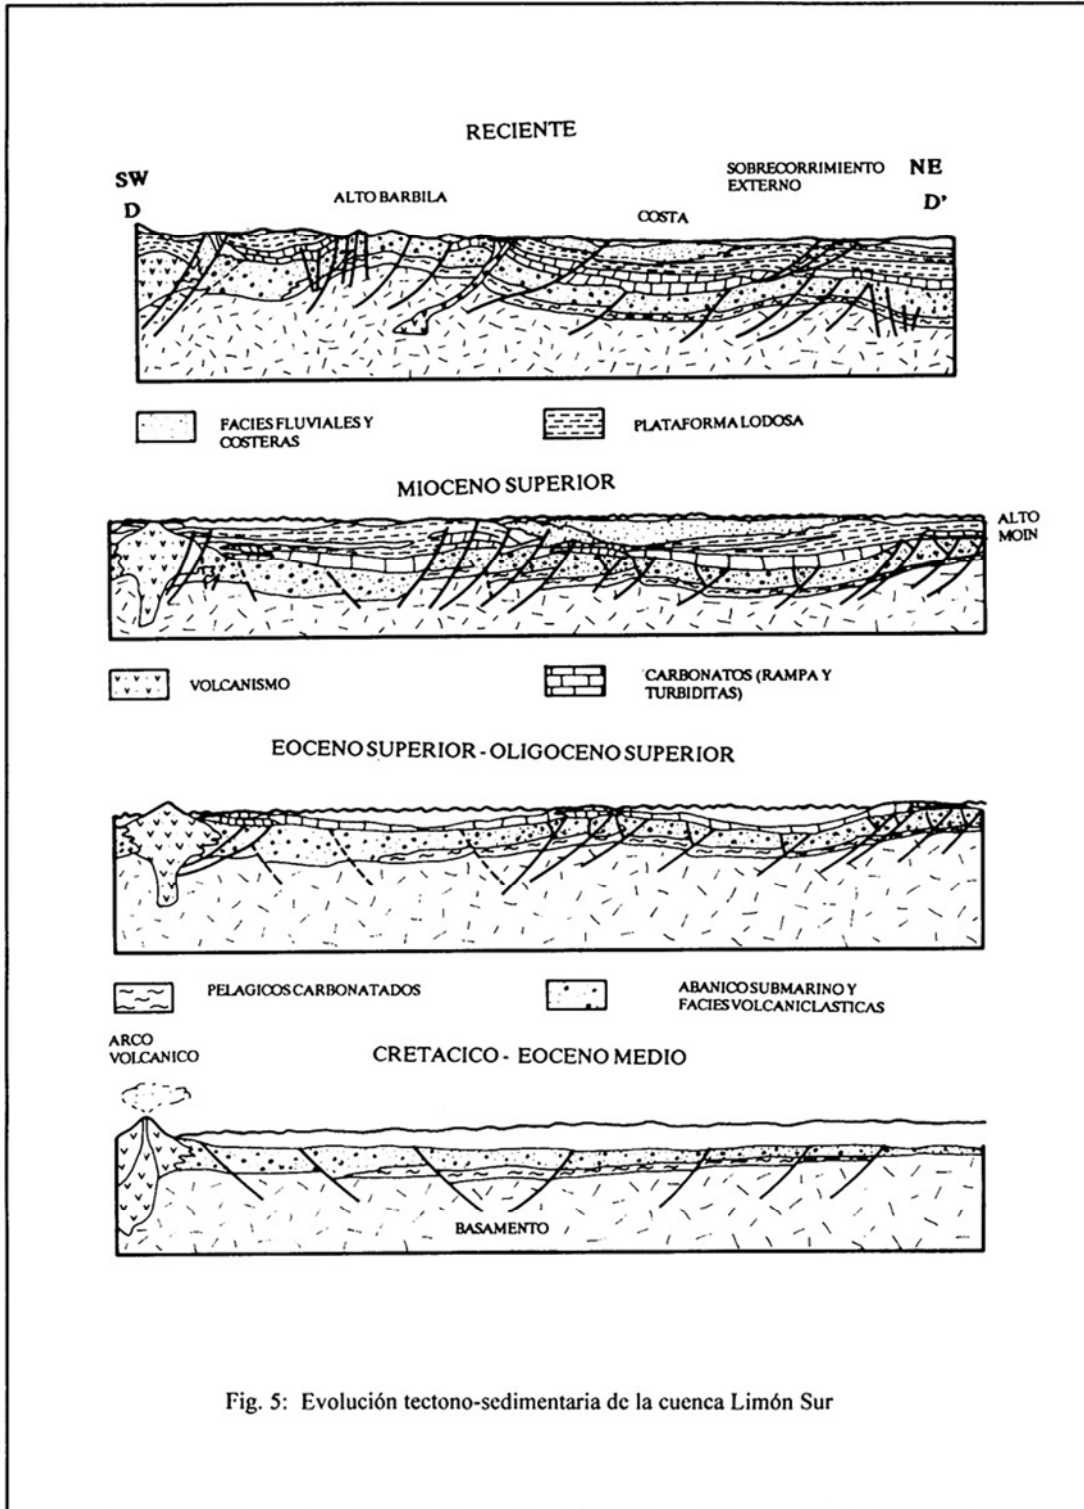 RECIENTE
SW
D
ALTO BARBILA
COSTA
SOBRECORRIMIENTO
EXTERNO
NE
D'
FACIES FLUVIALES Y
COSTERAS
PLATAFORMA LODOSA
MIOCENO SUPERIOR
ALTO
MOIN
VOLCANISMO
CARBONATOS (RAMPA Y
TURBIDITAS)
EOCENO SUPERIOR - OLIGOCENO SUPERIOR
PELAGICOS CARBONATADOS
ABANICO SUBMARINO Y
FACIES VOLCANICLASTICAS
ARCO
VOLCANICO
CRETACICO - EOCENO MEDIO
BASAMENTO
Fig. 5: Evolución tectono-sedimentaria de la cuenca Limón Sur